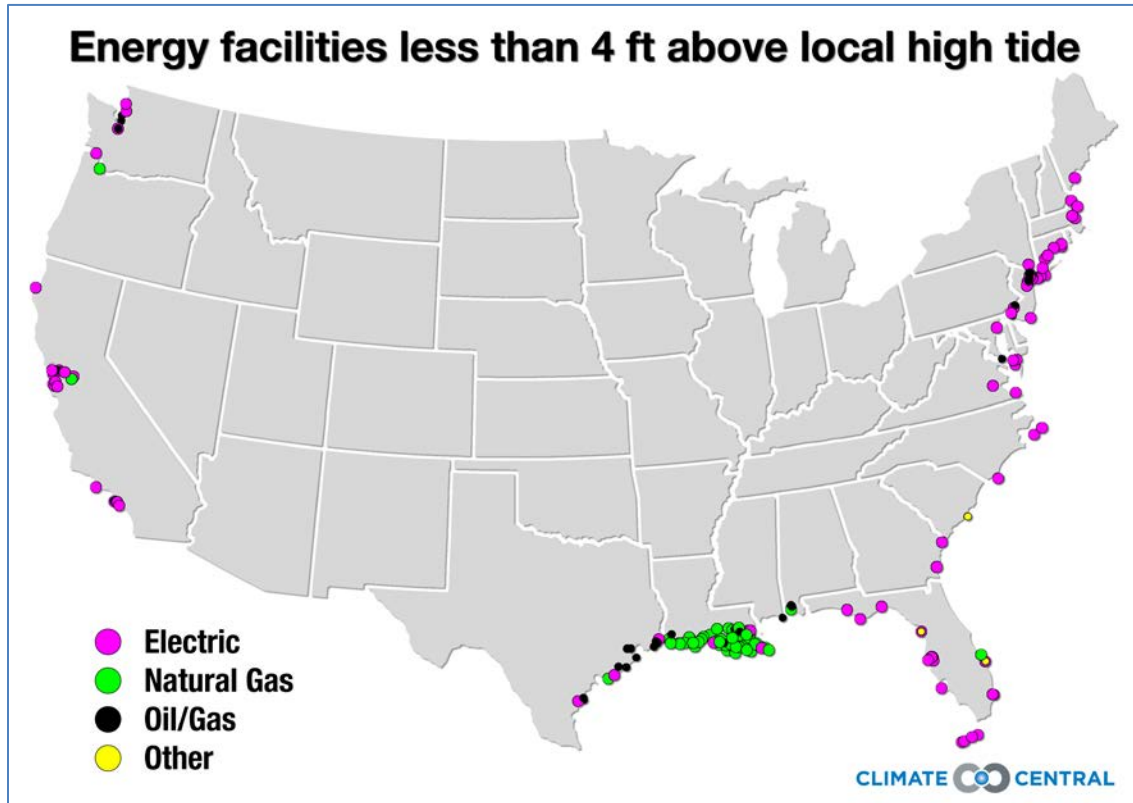 Energy facilities less than 4 ft above local high tide
Electric
Natural Gas
Oil/Gas
Other
CLIMATE CENTRAL